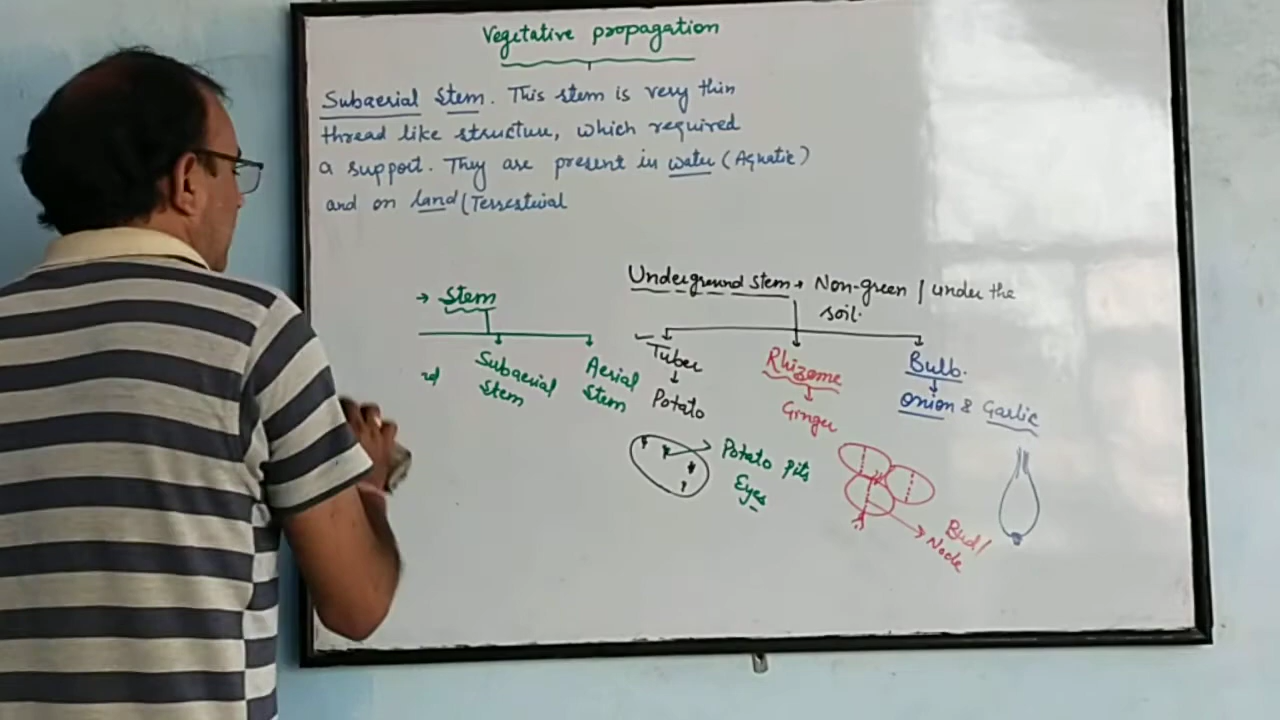 Vegetative propagation
Subaerial Stem. This stem is very thin
thread like structure, which required
a support. They are present in water (Aquatic)
and on land (Terrestrial
→ Stem
Subaerial
Stem
Aerial
Stem
Underground stem → Non-green / under the
soil.
Tuber
Potato
Rhizome
Ginger
Bulb.
onion & Garlic
Potato pits
Eyes
Bud/
Node